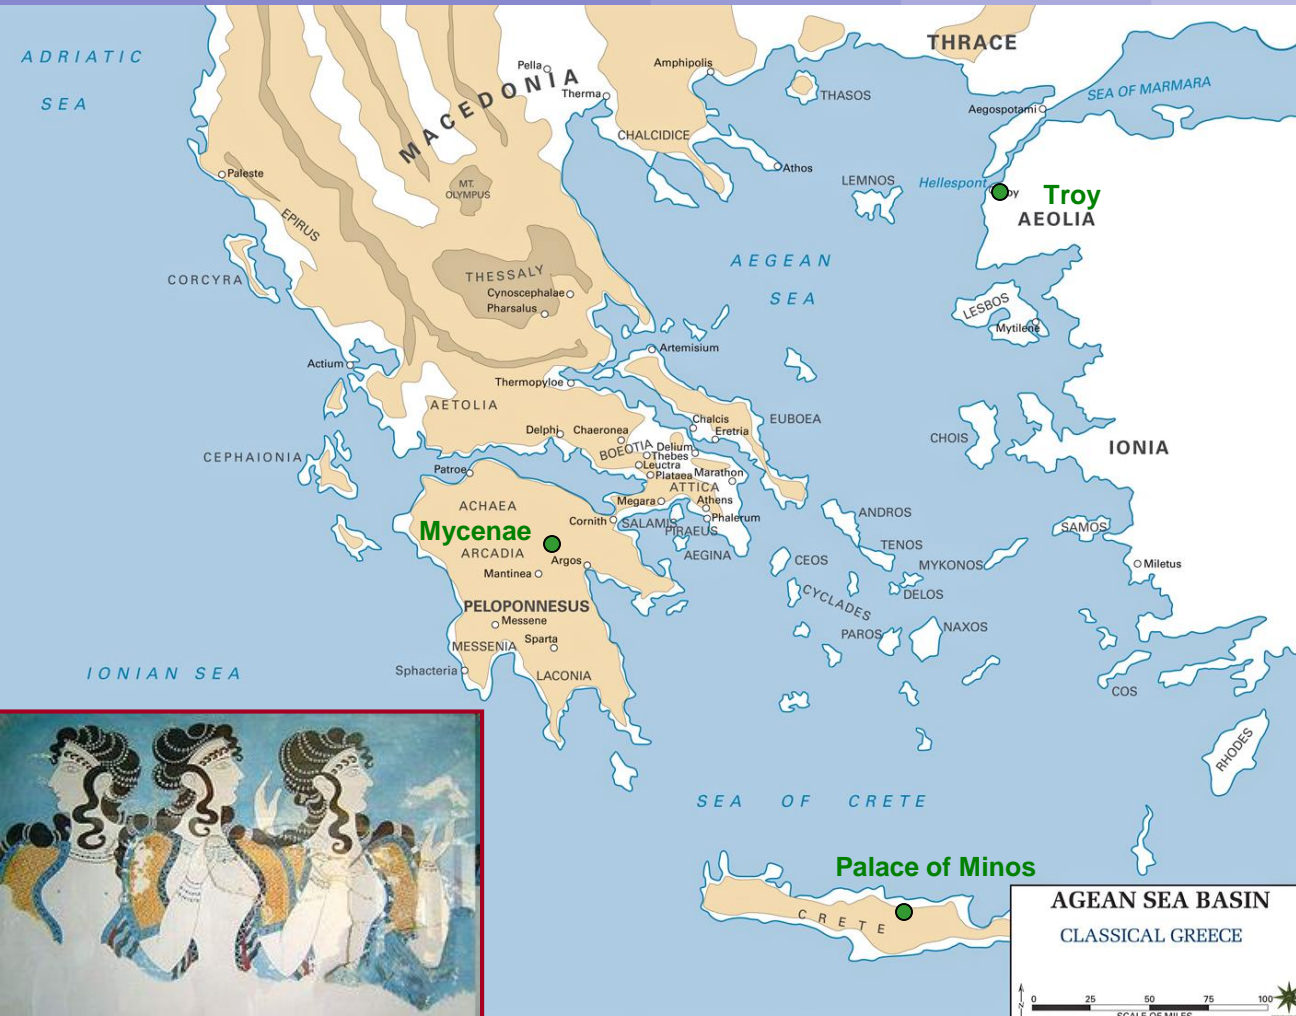 ADRIATIC
SEA
THRACE
MACEDONIA
Pella
Therma
Amphipolis
THASOS
SEA OF MARMARA
Aegospotami
CHALCIDICE
Athos
LEMNOS
Hellespont
oy
Troy
AEOLIA
Paleste
MT.
OLYMPUS
EPIRUS
CORCYRA
THESSALY
Cynoscephalae
Pharsalus
AEGEAN
SEA
LESBOS
Mytilene
Actium
Artemisium
Thermopyloe
AETOLIA
EUBOEA
Chalcis
Eretria
Delphi
Chaeronea
BOEOTIA
Delium
Thebes
Leuctra
Plataea
Marathon
ATTICA
CHOIS
IONIA
CEPHAIONIA
Patroe
ACHAEA
Megara
Athens
Cornith
SALAMIS
Phalerum
PIRAEUS
AEGINA
Mycenae
ARCADIA
Argos
Mantinea
ANDROS
TENOS
MYKONOS
SAMOS
Miletus
CEOS
CYCLADES
DELOS
PAROS
NAXOS
PELOPONNESUS
Messene
MESSENIA
Sparta
Sphacteria
LACONIA
IONIAN SEA
COS
RHODES
SEA OF CRETE
Palace of Minos
CRETE
AGEAN SEA BASIN
CLASSICAL GREECE
0 25 50 75 100
SCALE OF MILES